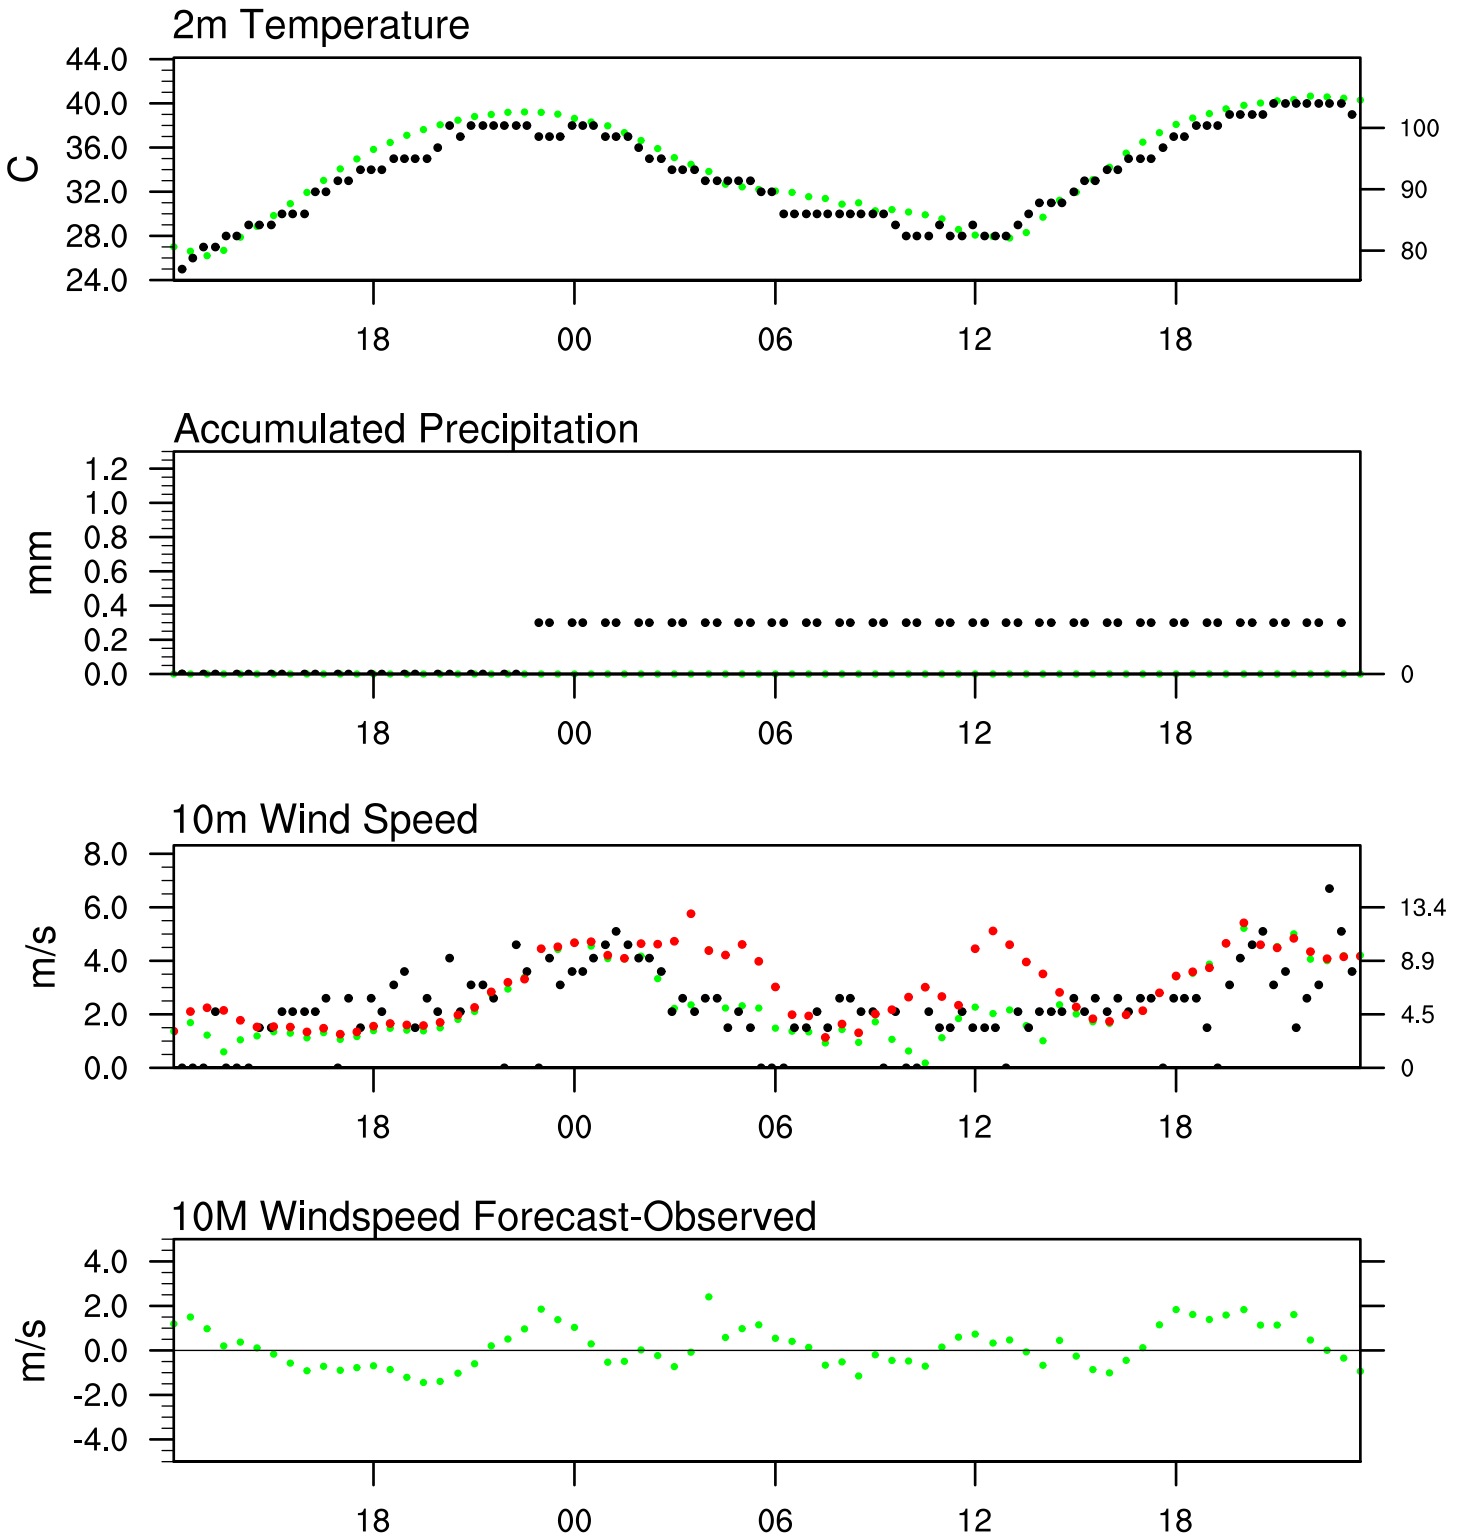 2m Temperature
44.0
40.0
36.0
32.0
28.0
24.0
C
100
90
80
18 00 06 12 18
Accumulated Precipitation
1.2
1.0
0.8
0.6
0.4
0.2
0.0
mm
0
18 00 06 12 18
10m Wind Speed
8.0
6.0
4.0
2.0
0.0
m/s
13.4
8.9
4.5
0
18 00 06 12 18
10M Windspeed Forecast-Observed
4.0
2.0
0.0
-2.0
-4.0
m/s
18 00 06 12 18